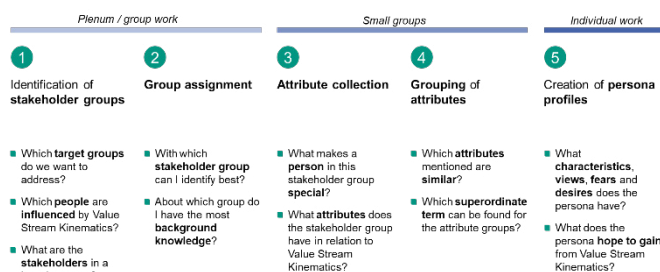 Plenum / group work
Small groups
Individual work
1
2
3
4
5
Identification of
stakeholder groups
Group assignment
Attribute collection
Grouping of
attributes
Creation of persona
profiles
Which target groups
do we want to
address?
Which people are
influenced by Value
Stream Kinematics?
What are the
stakeholders in a
With which
stakeholder group
can I identify best?
About which group do
I have the most
background
knowledge?
What makes a
person in this
stakeholder group
special?
What attributes does
the stakeholder group
have in relation to
Value Stream
Kinematics?
Which attributes
mentioned are
similar?
Which superordinate
term can be found for
the attribute groups?
What
characteristics,
views, fears and
desires does the
persona have?
What does the
persona hope to gain
from Value Stream
Kinematics?